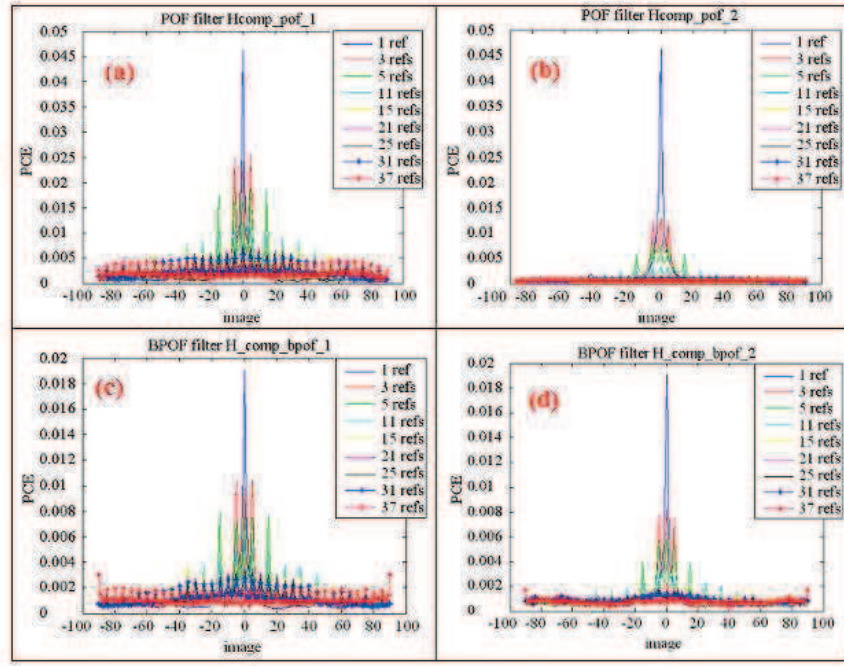 POF filter Hcomp_pof_1
(a)
PCE
0.05
0.045
0.04
0.035
0.03
0.025
0.02
0.015
0.01
0.005
0
-100 -80 -60 -40 -20 0 20 40 60 80 100
image
1 ref
3 refs
5 refs
11 refs
15 refs
21 refs
25 refs
31 refs
37 refs
POF filter Hcomp_pof_2
(b)
PCE
0.05
0.045
0.04
0.035
0.03
0.025
0.02
0.015
0.01
0.005
0
-100 -80 -60 -40 -20 0 20 40 60 80 100
image
1 ref
3 refs
5 refs
11 refs
15 refs
21 refs
25 refs
31 refs
37 refs
BPOF filter H_comp_bpof_1
(c)
PCE
0.02
0.018
0.016
0.014
0.012
0.01
0.008
0.006
0.004
0.002
0
-100 -80 -60 -40 -20 0 20 40 60 80 100
image
1 ref
3 refs
5 refs
11 refs
15 refs
21 refs
25 refs
31 refs
37 refs
BPOF filter H_comp_bpof_2
(d)
PCE
0.02
0.018
0.016
0.014
0.012
0.01
0.008
0.006
0.004
0.002
0
-100 -80 -60 -40 -20 0 20 40 60 80 100
image
1 ref
3 refs
5 refs
11 refs
15 refs
21 refs
25 refs
31 refs
37 refs